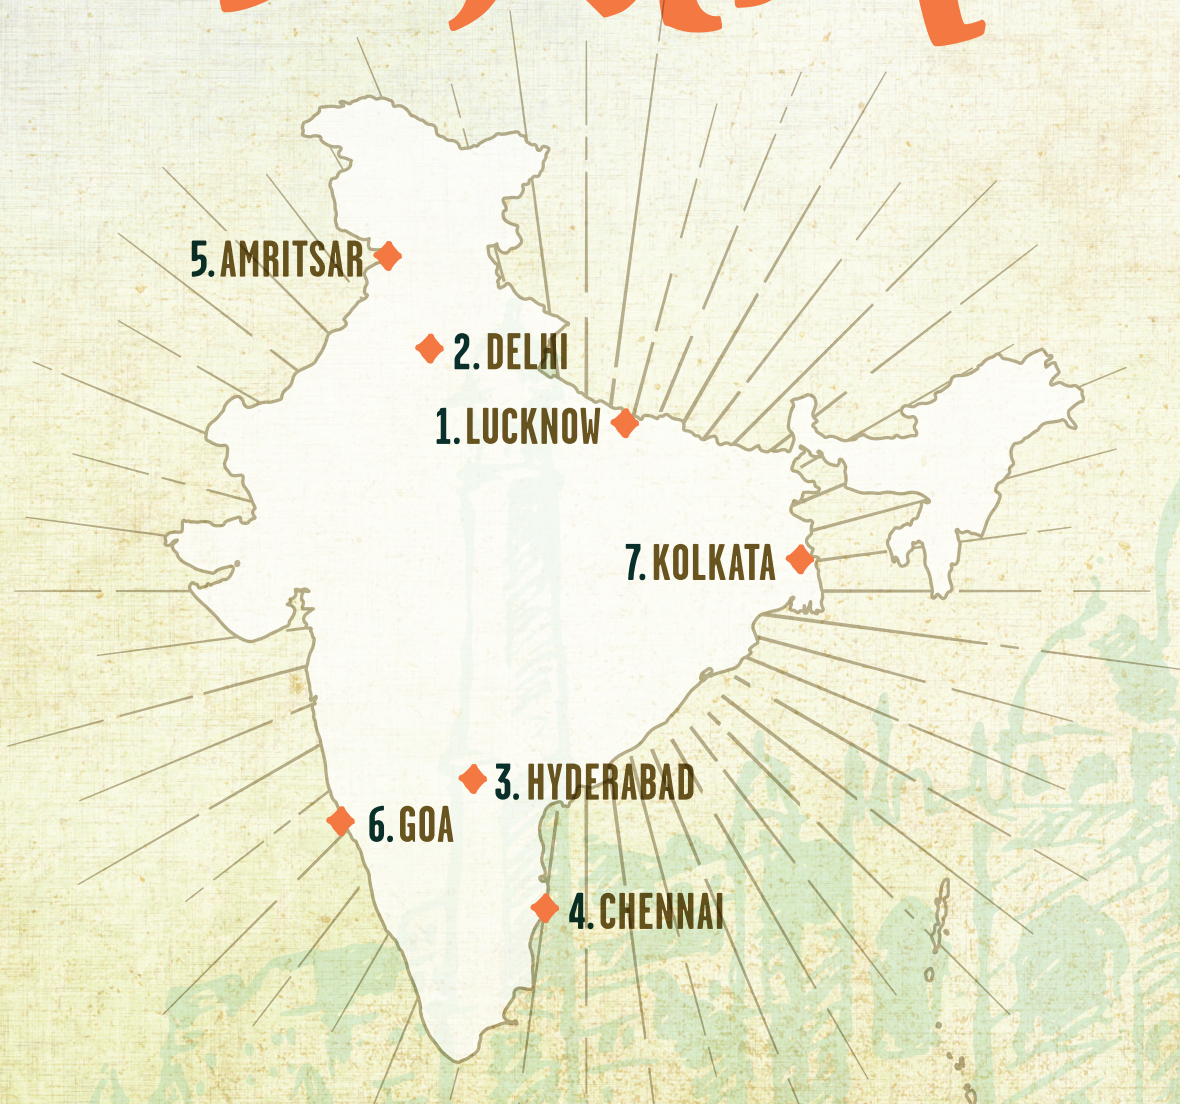 5. AMRITSAR
2. DELHI
1. LUCKNOW
7. KOLKATA
3. HYDERABAD
6. GOA
4. CHENNAI